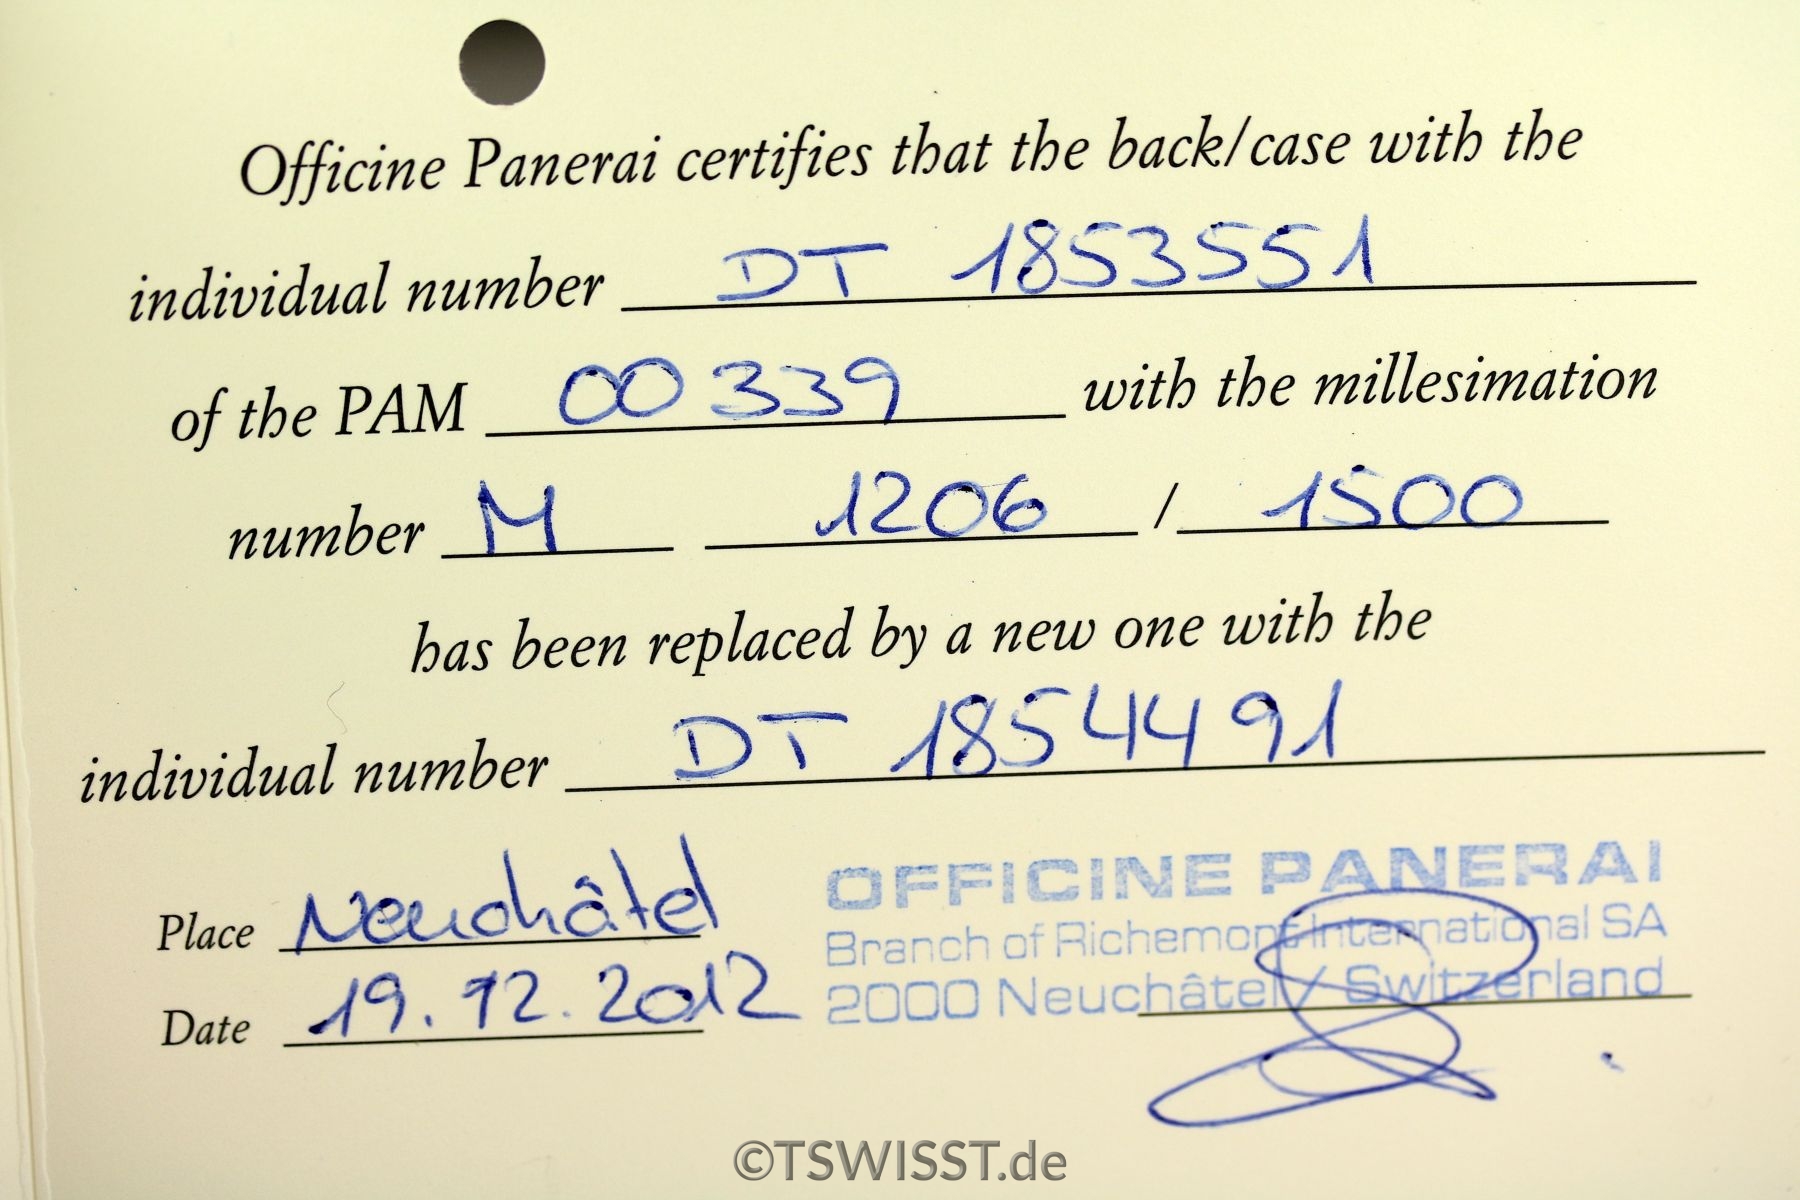 Officine Panerai certifies that the back/case with the
individual number DT 1853551
of the PAM 00339 with the millesimation
number M 1206 / 1500
has been replaced by a new one with the
individual number DT 1854491
Place Neuchâtel
Date 19.12.2012
OFFICINE PANERAI
Branch of Richemont International SA
2000 Neuchâtel / Switzerland
©TSWISST.de